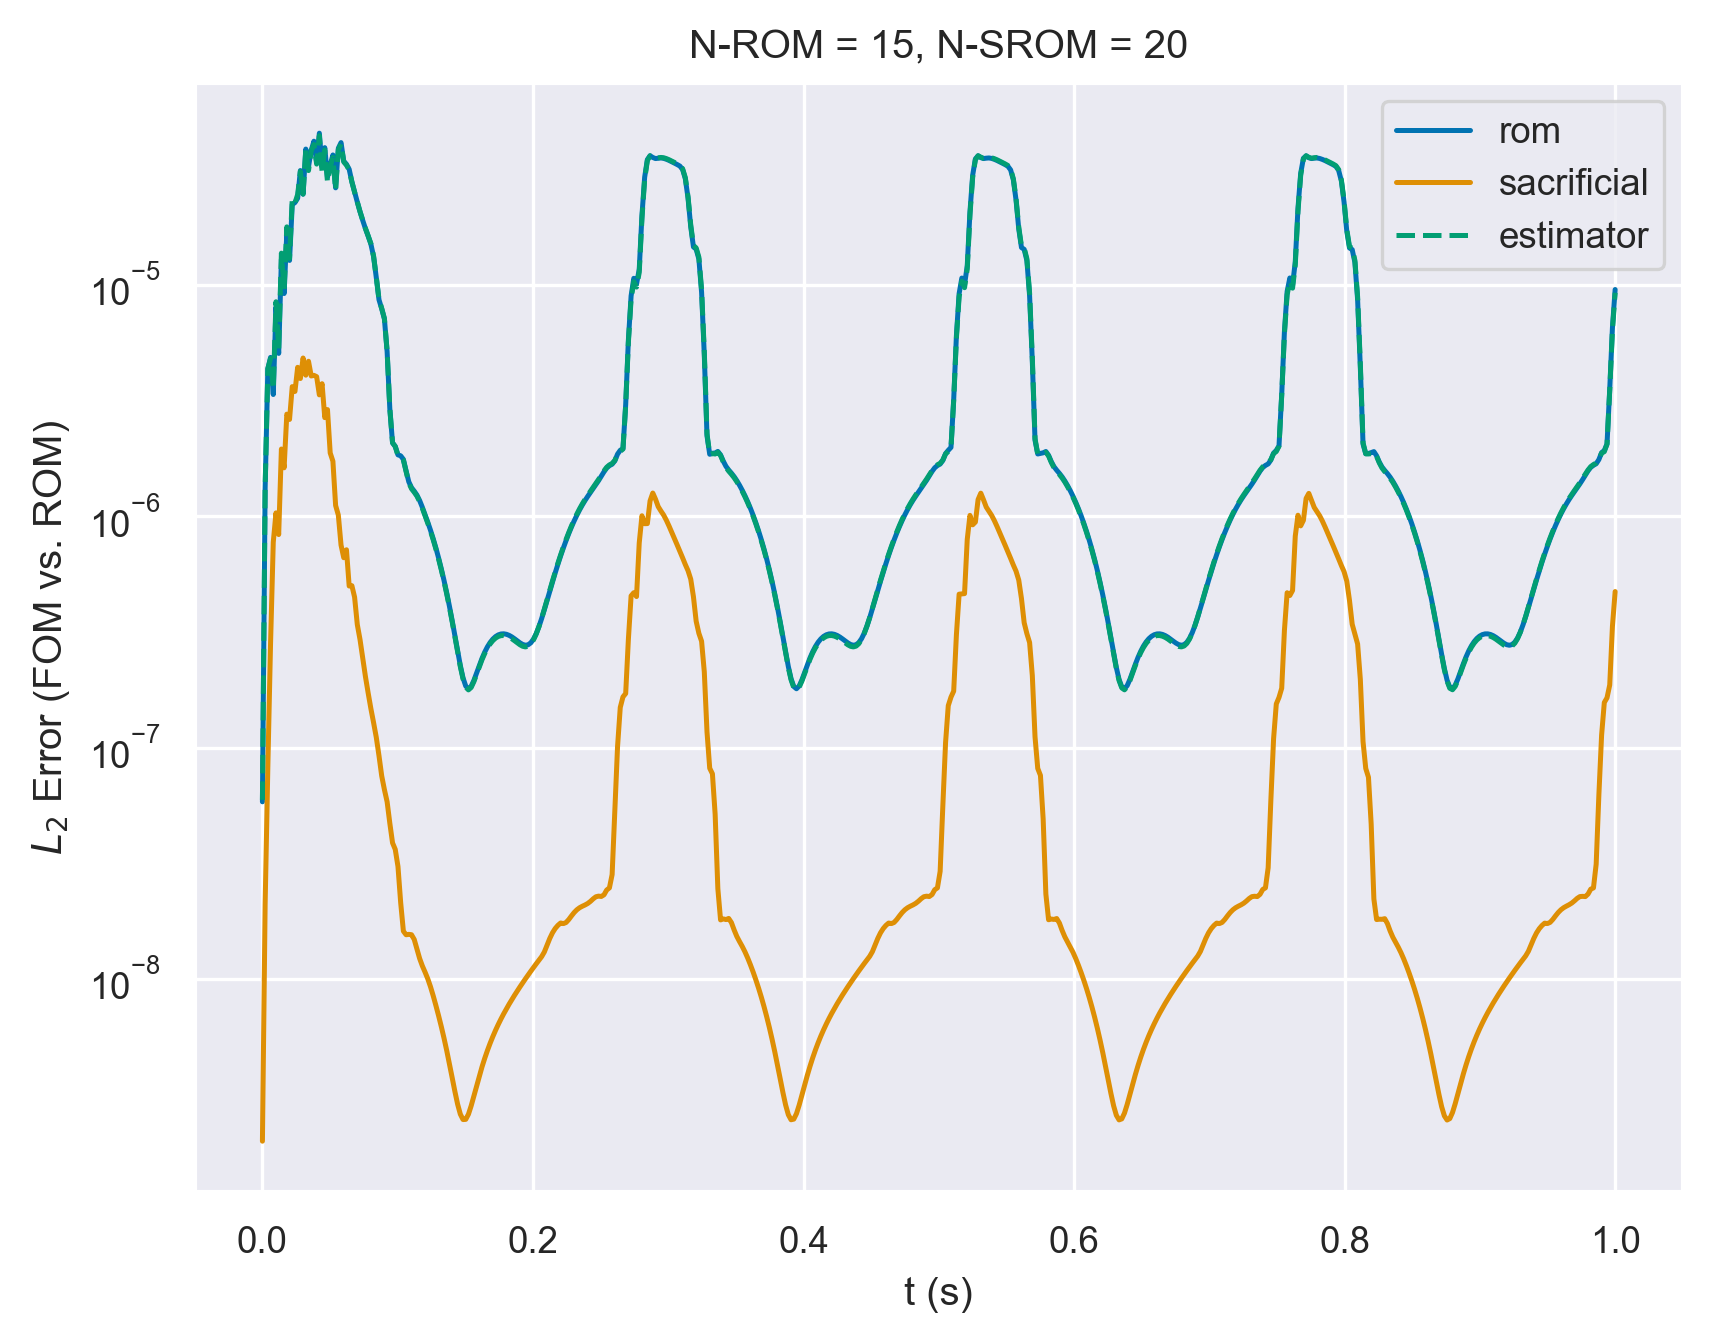 N-ROM = 15, N-SROM = 20
rom
sacrificial
estimator
L₂ Error (FOM vs. ROM)
10⁻⁵
10⁻⁶
10⁻⁷
10⁻⁸
0.0 0.2 0.4 0.6 0.8 1.0
t (s)